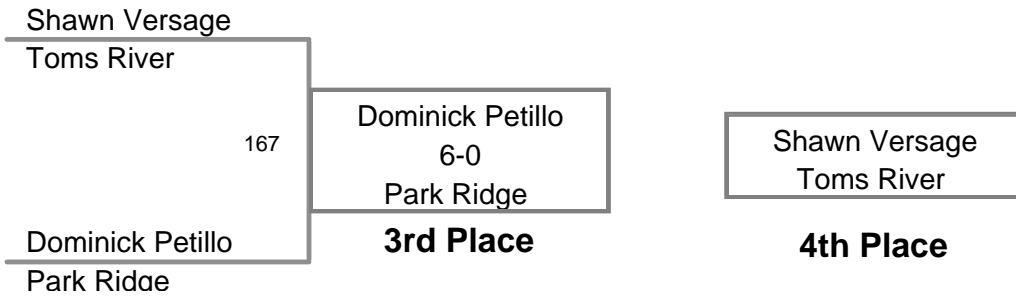 Shawn Versage
Toms River
167
Dominick Petillo
6-0
Park Ridge
3rd Place
Shawn Versage
Toms River
4th Place
Dominick Petillo
Park Ridge